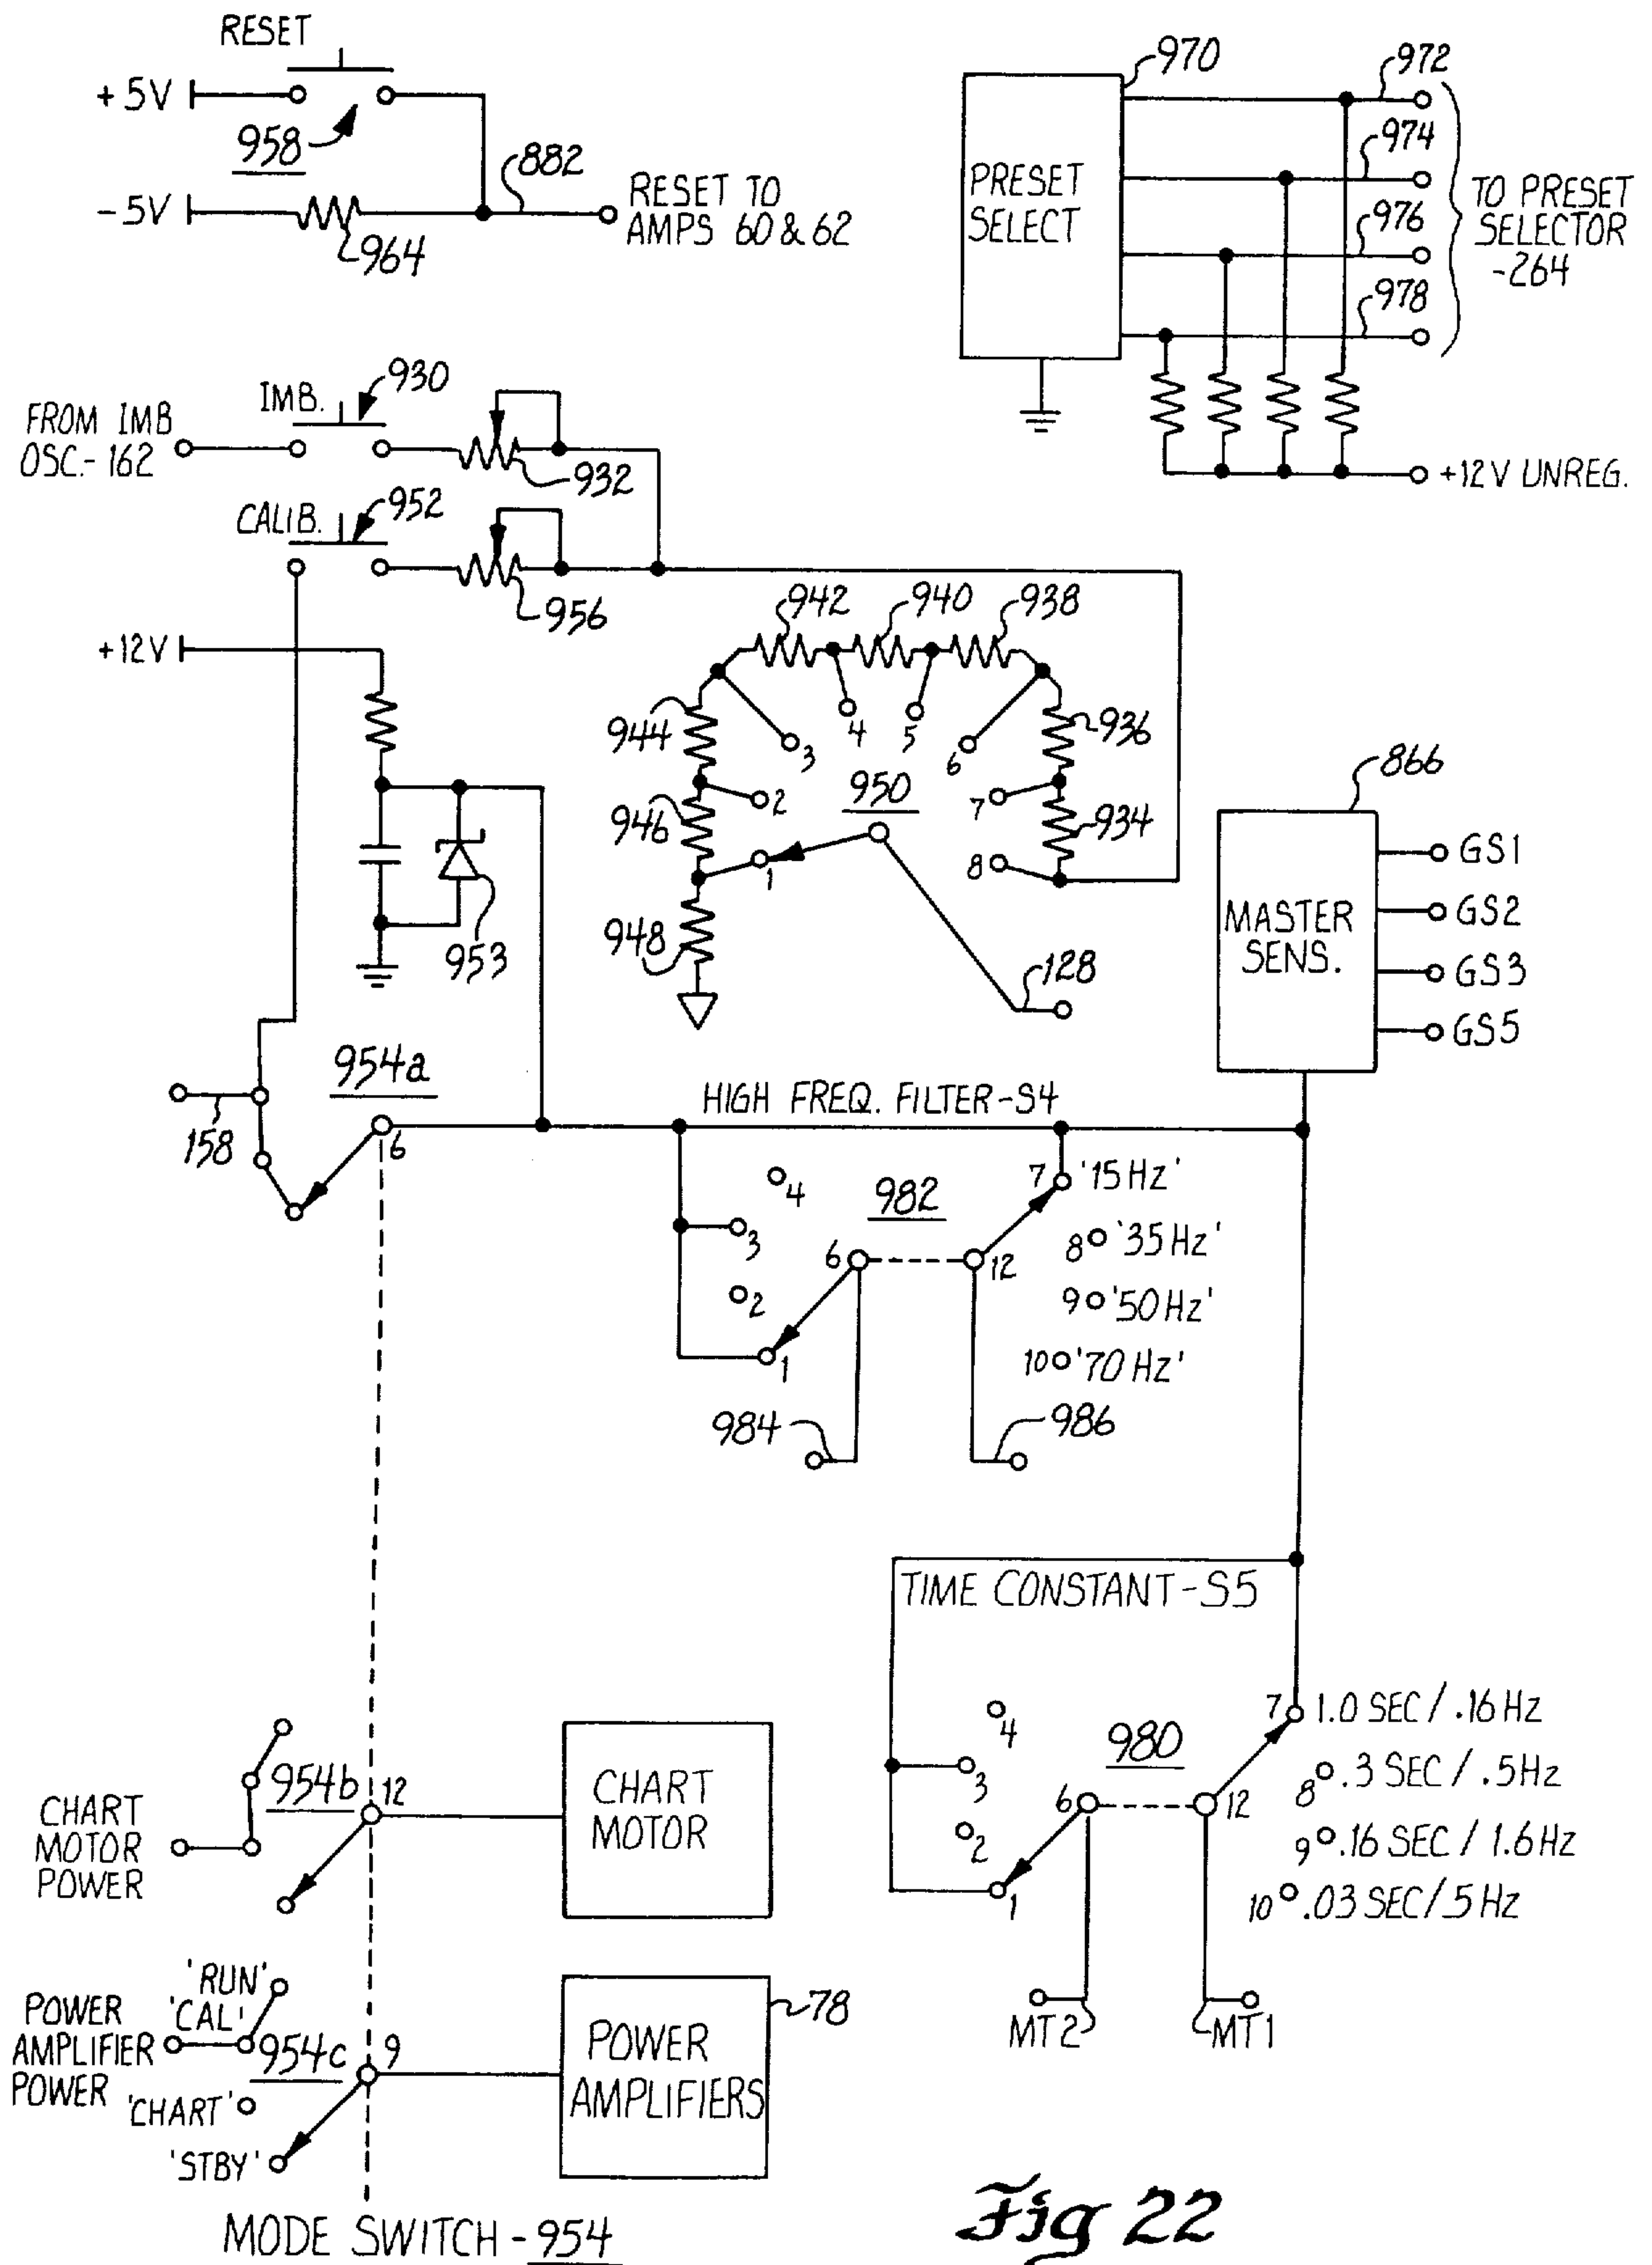 RESET
+5V
958
882
-5V
964
RESET TO
AMPS 60 & 62
970
972
974
976
978
PRESET
SELECT
TO PRESET
SELECTOR
-264
+12V UNREG.
FROM IMB
OSC.-162
IMB.
930
932
CALIB.
952
956
+12V
953
942
940
938
944
946
948
936
934
950
1
2
3
4
5
6
7
8
128
866
MASTER
SENS.
GS1
GS2
GS3
GS5
954a
158
6
HIGH FREQ. FILTER-S4
982
4
3
2
1
6
12
7 '15 Hz'
8 '35 Hz'
9 '50 Hz'
10 '70 Hz'
984
986
TIME CONSTANT-S5
980
4
3
2
1
6
12
7 1.0 SEC / .16 Hz
8 .3 SEC / .5Hz
9 .16 SEC / 1.6Hz
10 .03 SEC/5 Hz
MT2
MT1
954b
12
CHART
MOTOR
POWER
CHART
MOTOR
'RUN'
'CAL'
POWER
AMPLIFIER
POWER
954c
9
'CHART'
'STBY'
78
POWER
AMPLIFIERS
MODE SWITCH-954
Fig 22